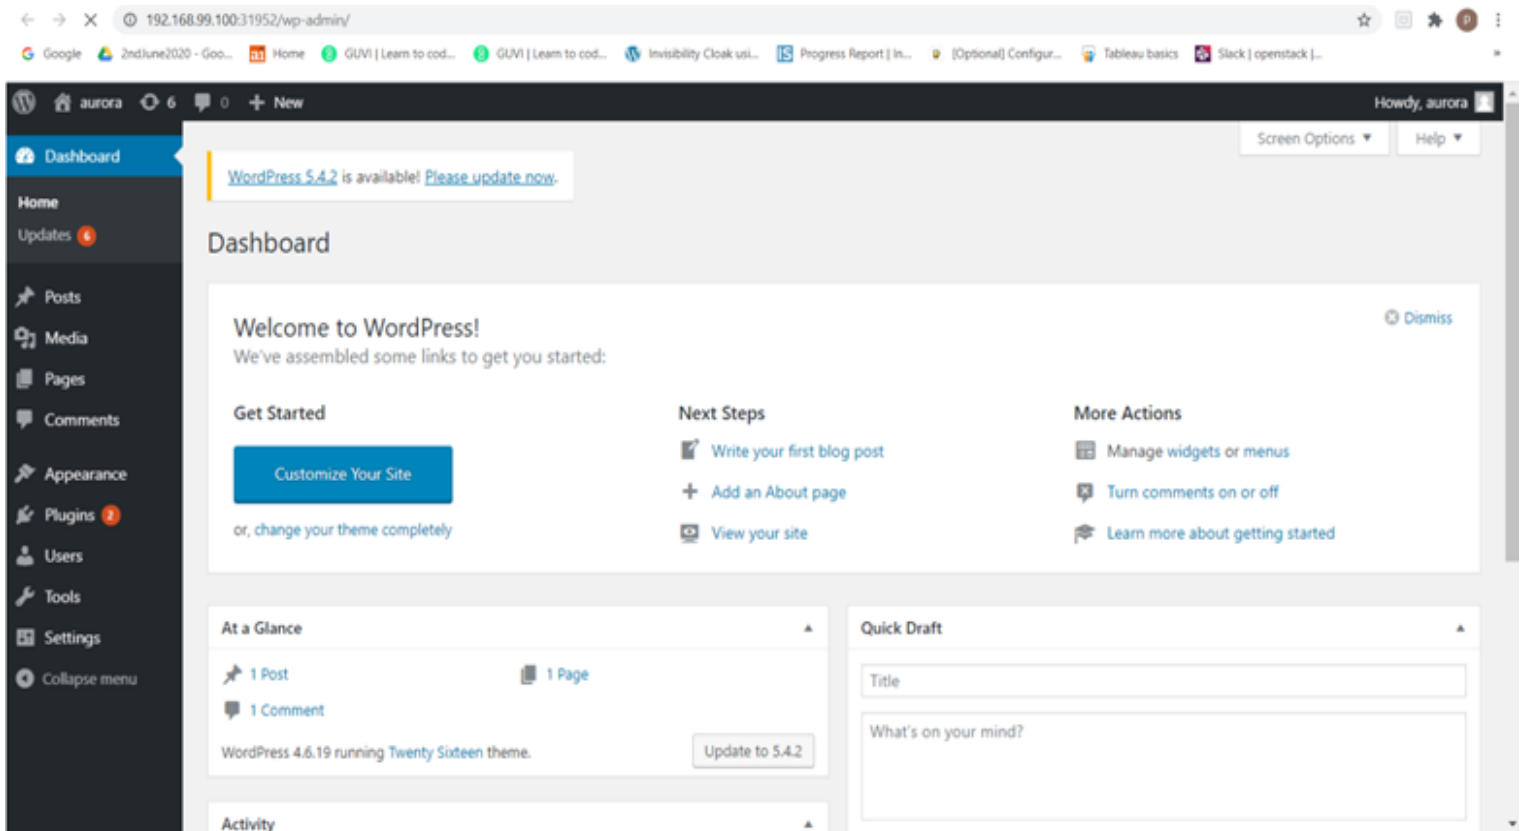 192.168.99.100:31952/wp-admin/
Google 2ndJune2020 - Goo... Home GUVI | Learn to cod... GUVI | Learn to cod... Invisibility Cloak usi... Progress Report | In... [Optional] Configur... Tableau basics Slack | openstack |... »
aurora 6 0 + New Howdy, aurora
Screen Options ▼ Help ▼
Dashboard
Home
Updates 6
Posts
Media
Pages
Comments
Appearance
Plugins 2
Users
Tools
Settings
Collapse menu
WordPress 5.4.2 is available! Please update now.
Dashboard
Welcome to WordPress!
Dismiss
We've assembled some links to get you started:
Get Started
Customize Your Site
or, change your theme completely
Next Steps
Write your first blog post
Add an About page
View your site
More Actions
Manage widgets or menus
Turn comments on or off
Learn more about getting started
At a Glance
1 Post 1 Page
1 Comment
WordPress 4.6.19 running Twenty Sixteen theme. Update to 5.4.2
Activity
Quick Draft
Title
What's on your mind?